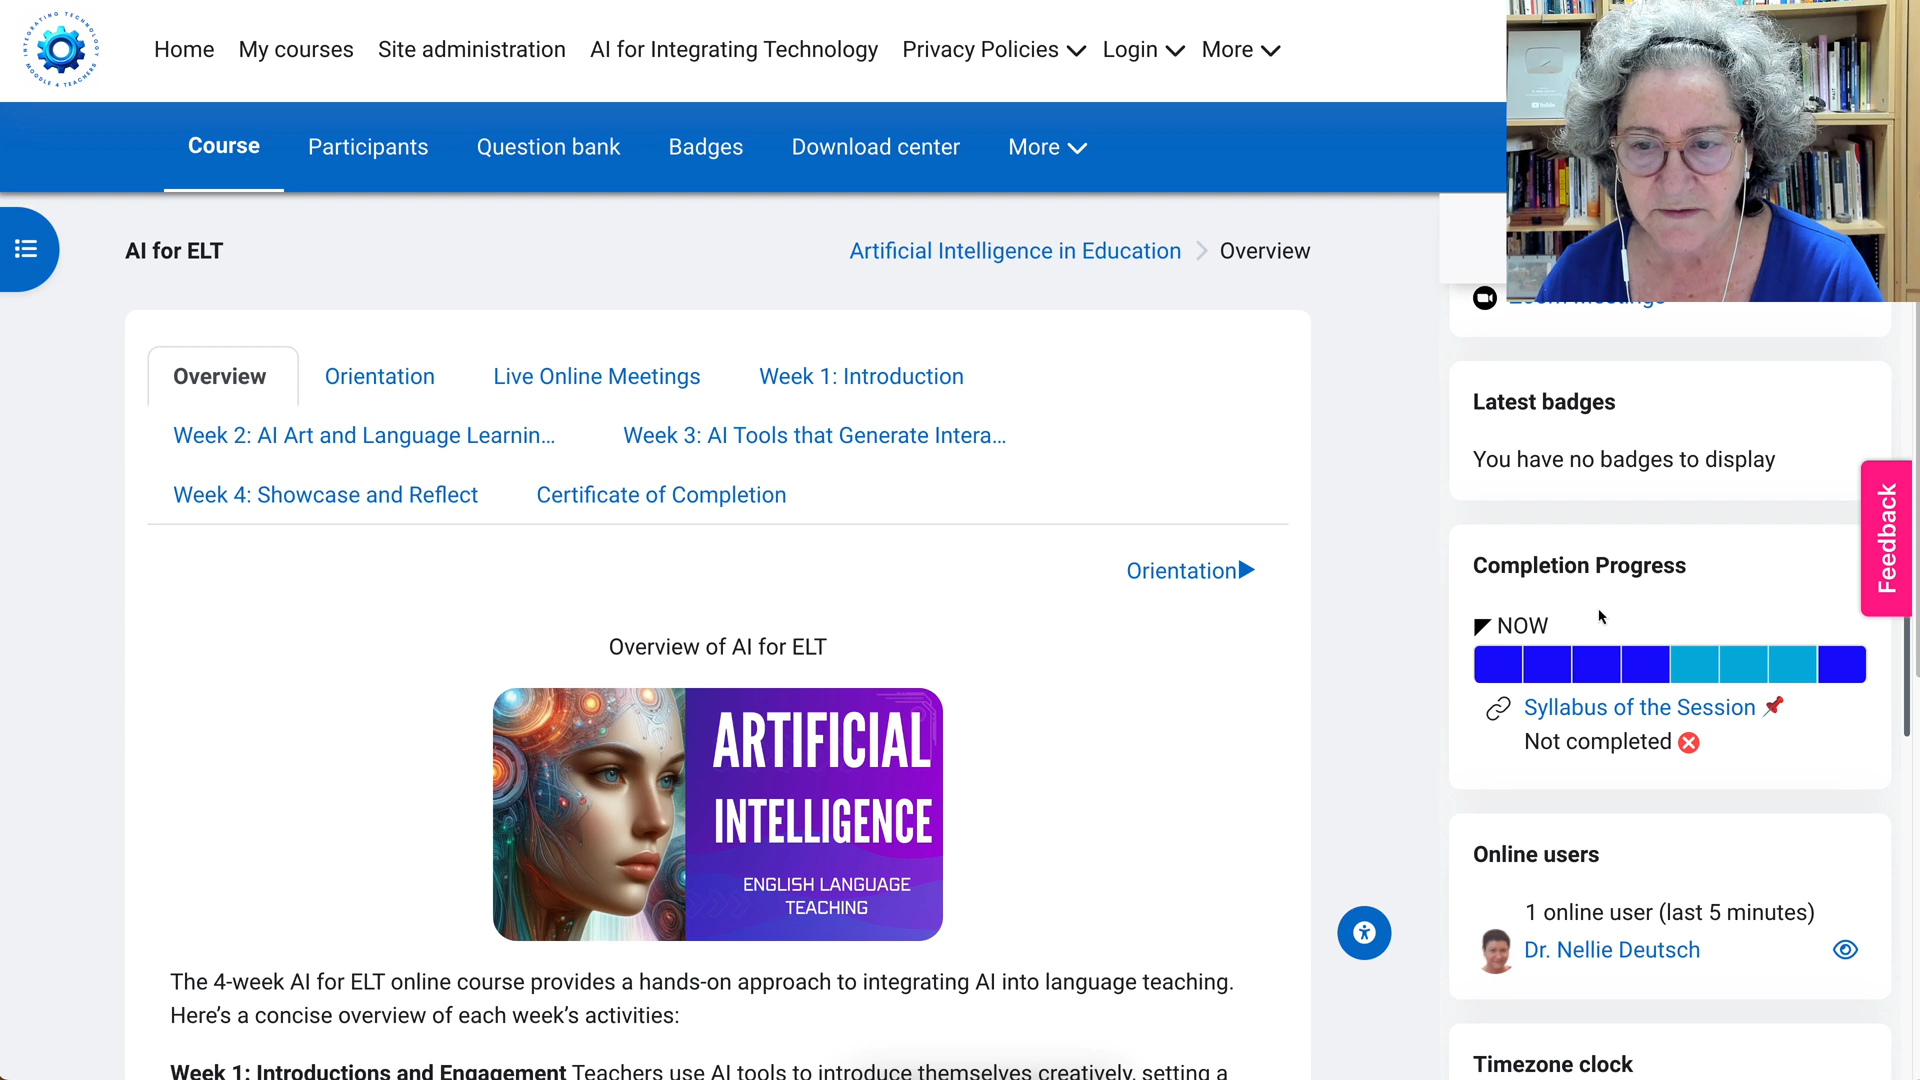 INTEGRATING TECHNOLOGY
MOODLE 4 TEACHERS
Home My courses Site administration AI for Integrating Technology Privacy Policies Login More
Course Participants Question bank Badges Download center More
AI for ELT
Artificial Intelligence in Education Overview
Overview Orientation Live Online Meetings Week 1: Introduction
Week 2: AI Art and Language Learnin... Week 3: AI Tools that Generate Intera...
Week 4: Showcase and Reflect Certificate of Completion
Orientation
Overview of AI for ELT
ARTIFICIAL
INTELLIGENCE
ENGLISH LANGUAGE
TEACHING
The 4-week AI for ELT online course provides a hands-on approach to integrating AI into language teaching.
Here’s a concise overview of each week’s activities:
Week 1: Introductions and Engagement Teachers use AI tools to introduce themselves creatively, setting a
Latest badges
You have no badges to display
Feedback
Completion Progress
NOW
Syllabus of the Session
Not completed
Online users
1 online user (last 5 minutes)
Dr. Nellie Deutsch
Timezone clock